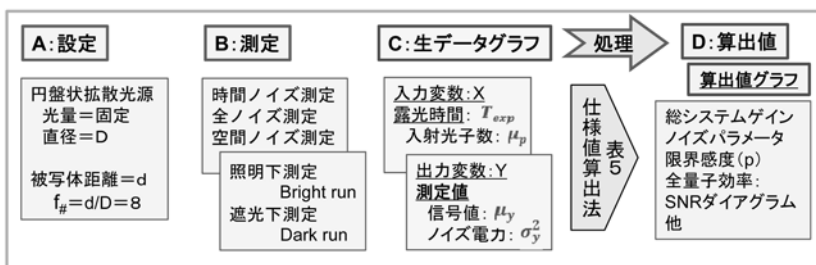 A:設定
円盤状拡散光源
光量=固定
直径=D
被写体距離=d
f#=d/D=8
B:測定
時間ノイズ測定
全ノイズ測定
空間ノイズ測定
照明下測定
Bright run
遮光下測定
Dark run
C:生データグラフ
入力変数:X
露光時間: T_exp
入射光子数: μ_p
出力変数:Y
測定値
信号値: μ_y
ノイズ電力: σ_y^2
処理
表5
仕様値算出法
D:算出値
算出値グラフ
総システムゲイン
ノイズパラメータ
限界感度(p)
全量子効率:
SNRダイアグラム
他